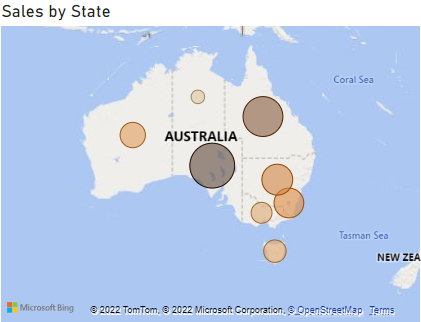 Sales by State
Coral Sea
AUSTRALIA
Tasman Sea
NEW ZEA
Microsoft Bing
© 2022 TomTom, © 2022 Microsoft Corporation, © OpenStreetMap Terms